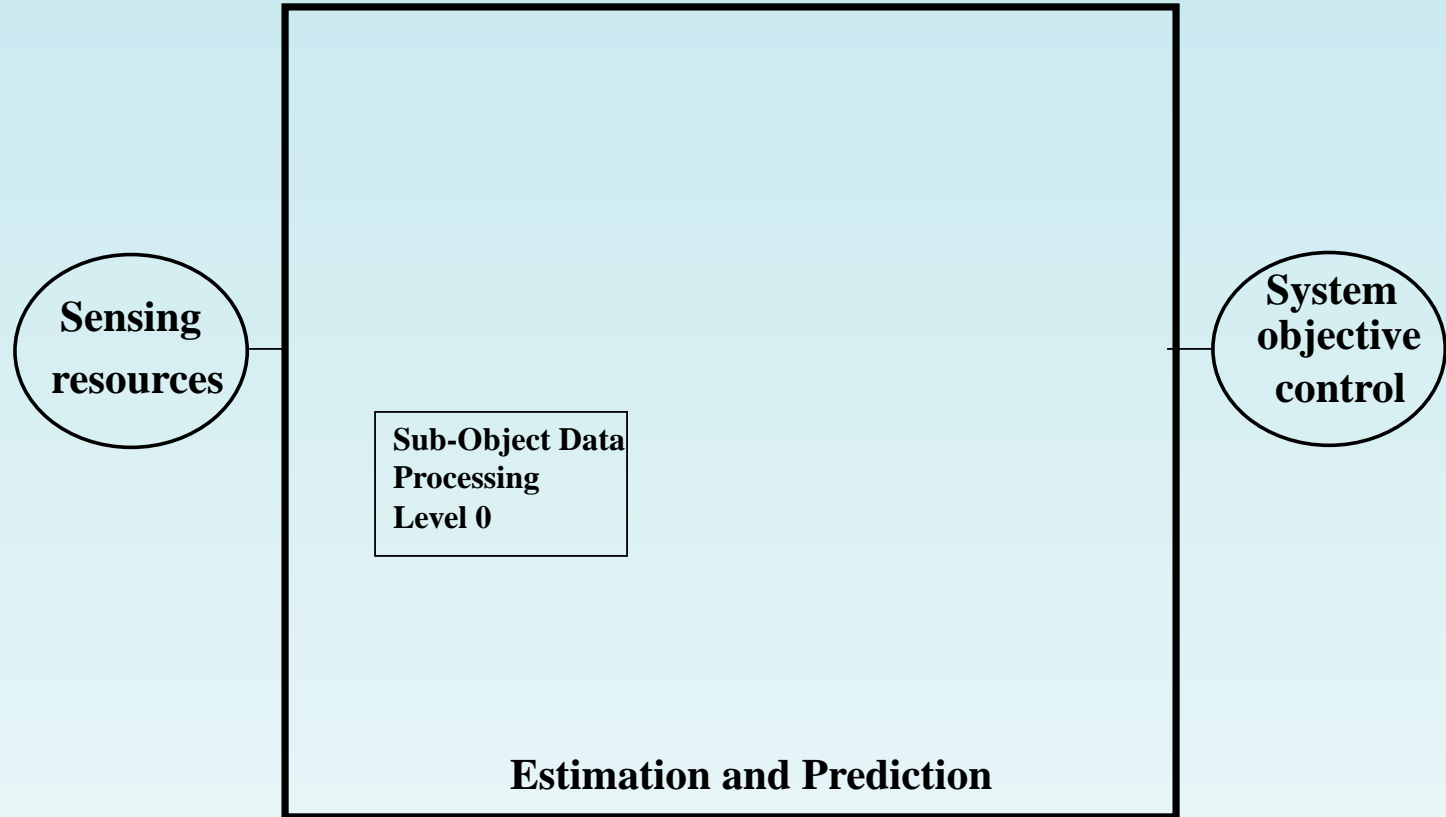 Sensing
resources
System
objective
control
Sub-Object Data
Processing
Level 0
Estimation and Prediction